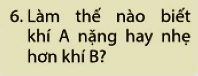 6. Làm thế nào biết
khí A nặng hay nhẹ
hơn khí B?